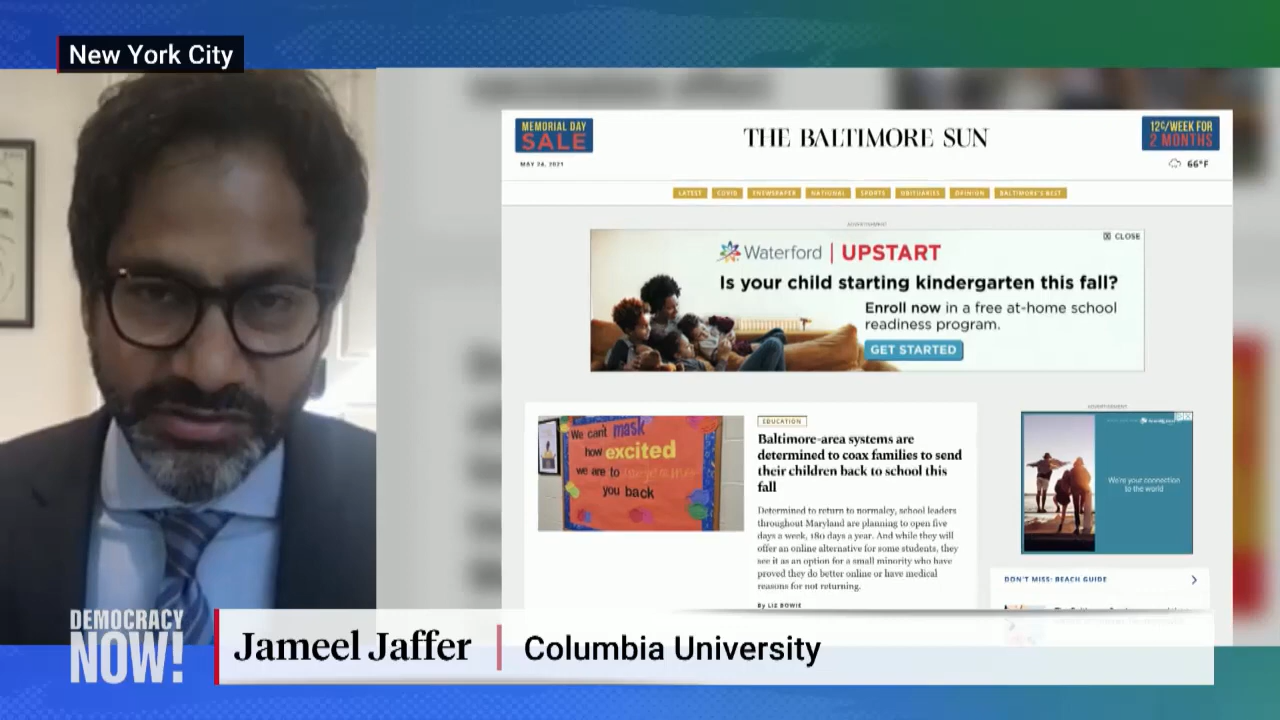 New York City
MEMORIAL DAY
SALE
MAY 24, 2021
THE BALTIMORE SUN
12¢/WEEK FOR
2 MONTHS
66°F
LATEST
COVID
ENEWSPAPER
NATIONAL
SPORTS
OBITUARIES
OPINION
BALTIMORE'S BEST
ADVERTISEMENT
CLOSE
Waterford | UPSTART
Is your child starting kindergarten this fall?
Enroll now in a free at-home school
readiness program.
GET STARTED
We can't mask
how excited
we are to
you back
EDUCATION
Baltimore-area systems are
determined to coax families to send
their children back to school this
fall
Determined to return to normalcy, school leaders
throughout Maryland are planning to open five
days a week, 180 days a year. And while they will
offer an online alternative for some students, they
see it as an option for a small minority who have
proved they do better online or have medical
reasons for not returning.
By LIZ BOWIE
ADVERTISEMENT
We're your connection
to the world
DON'T MISS: BEACH GUIDE
DEMOCRACY
NOW!
Jameel Jaffer | Columbia University